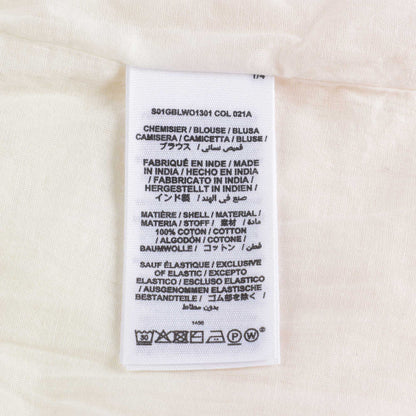 1/4
S01GBLWO1301 COL 021A
CHEMISIER / BLOUSE / BLUSA
CAMISERA / CAMICETTA / BLUSE /
ブラウス / قميص نسائي
FABRIQUÉ EN INDE / MADE
IN INDIA / HECHO EN INDIA
/ FABBRICATO IN INDIA /
HERGESTELLT IN INDIEN /
インド製 / صنع في الهند
MATIÈRE / SHELL / MATERIAL /
MATERIA / STOFF / 素材 / مادة
100% COTON / COTTON
/ ALGODÓN / COTONE /
BAUMWOLLE / コットン / قطن
SAUF ÉLASTIQUE / EXCLUSIVE
OF ELASTIC / EXCEPTO
ELASTICO / ESCLUSO ELASTICO
/ AUSGENOMMEN ELASTISCHE
BESTANDTEILE / ゴム部を除く /
بدون مطاط
1456
30 P W